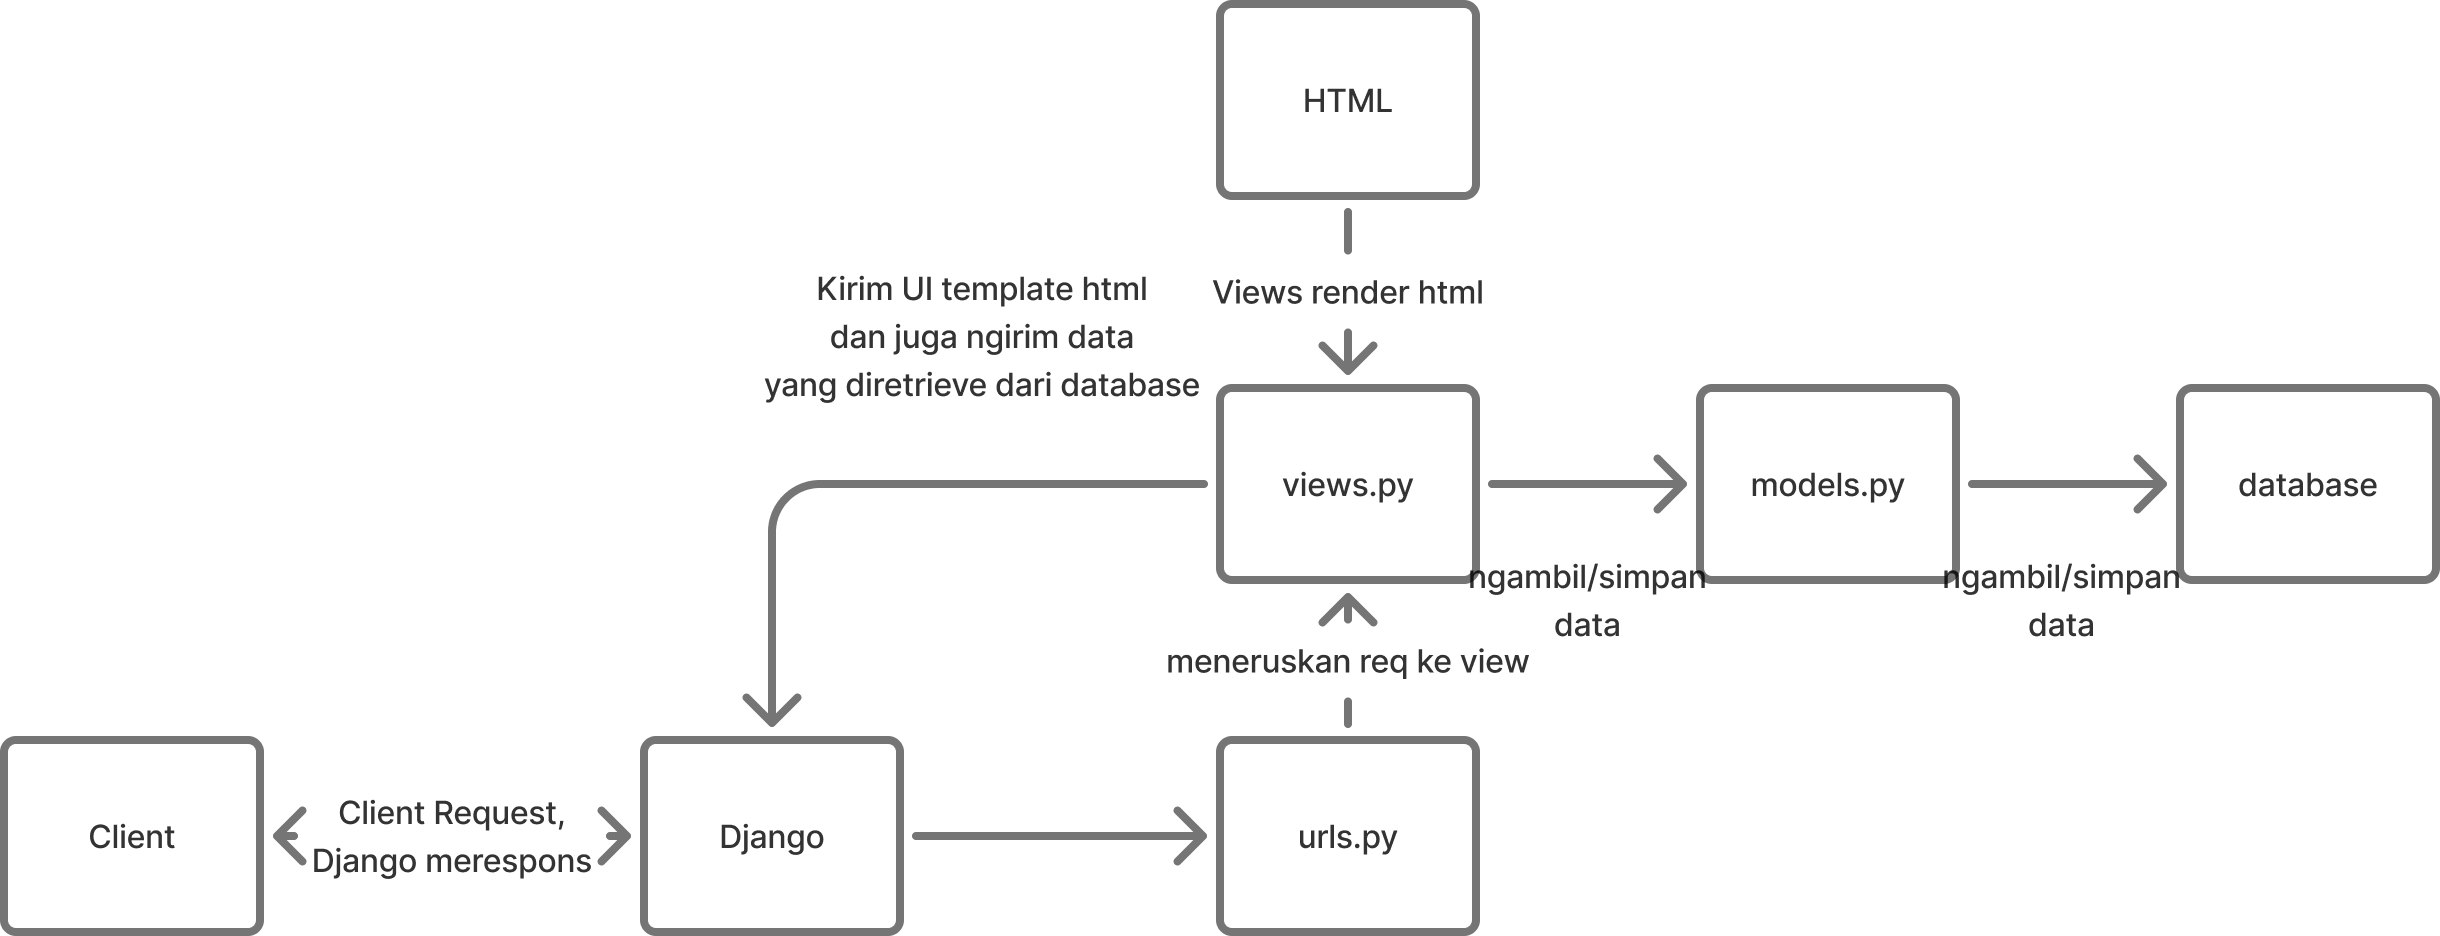 HTML
Views render html
Kirim UI template html
dan juga ngirim data
yang diretrieve dari database
views.py
models.py
database
ngambil/simpan
data
ngambil/simpan
data
meneruskan req ke view
Client
Client Request,
Django merespons
Django
urls.py